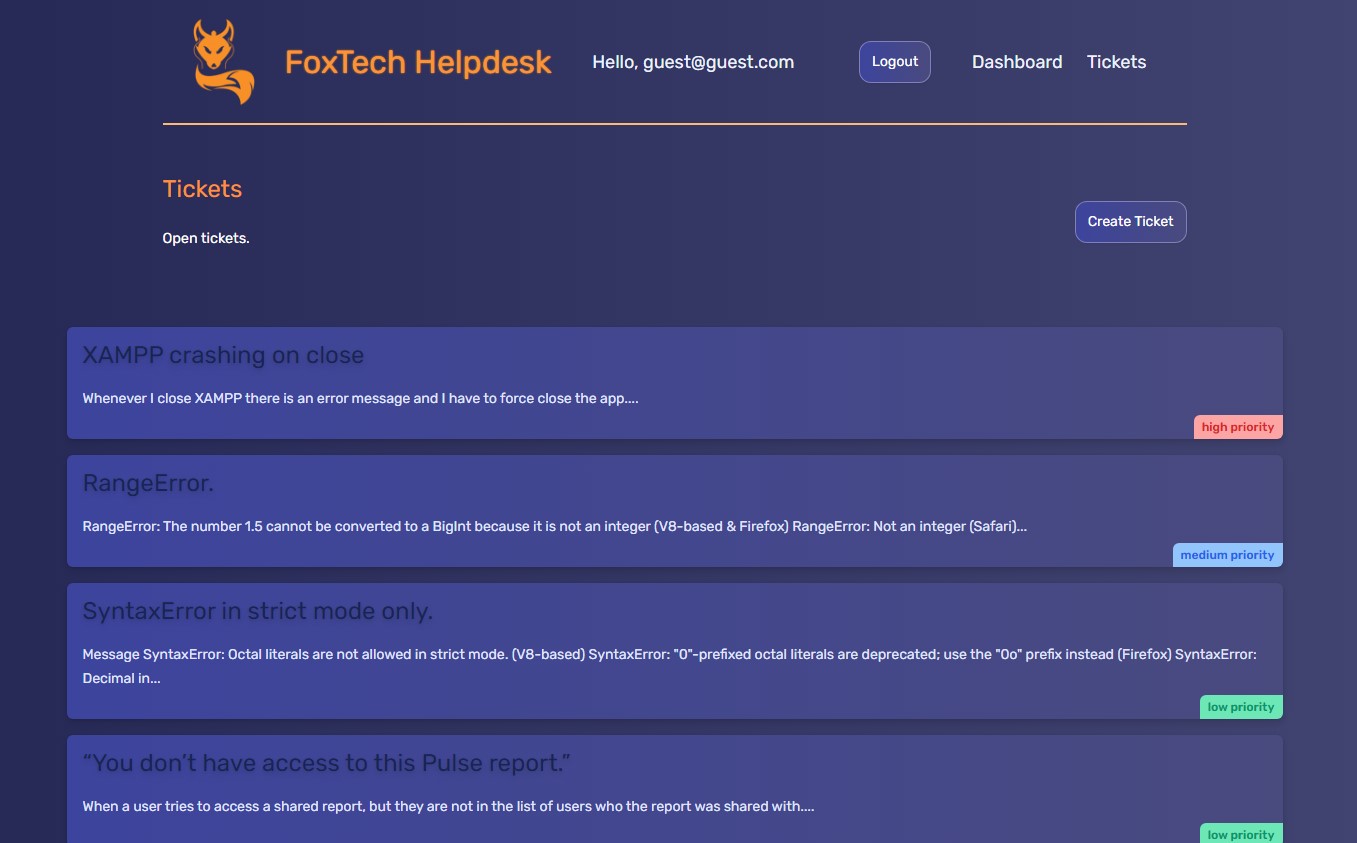 FoxTech Helpdesk
Hello, guest@guest.com
Logout
Dashboard
Tickets
Tickets
Open tickets.
Create Ticket
XAMPP crashing on close
Whenever I close XAMPP there is an error message and I have to force close the app....
high priority
RangeError.
RangeError: The number 1.5 cannot be converted to a BigInt because it is not an integer (V8-based & Firefox) RangeError: Not an integer (Safari)...
medium priority
SyntaxError in strict mode only.
Message SyntaxError: Octal literals are not allowed in strict mode. (V8-based) SyntaxError: "0"-prefixed octal literals are deprecated; use the "0o" prefix instead (Firefox) SyntaxError:
Decimal in...
low priority
“You don’t have access to this Pulse report.”
When a user tries to access a shared report, but they are not in the list of users who the report was shared with....
low priority